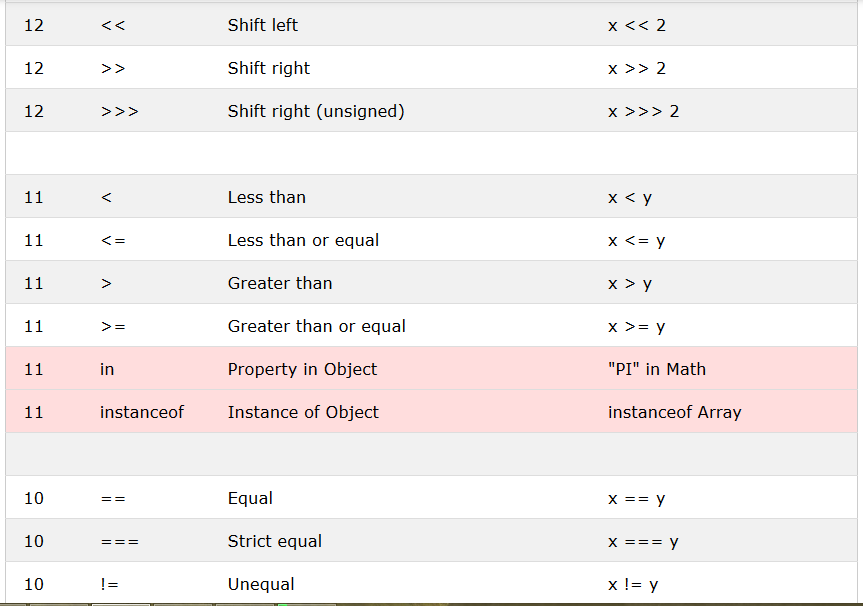 12 << Shift left x << 2
12 >> Shift right x >> 2
12 >>> Shift right (unsigned) x >>> 2
11 < Less than x < y
11 <= Less than or equal x <= y
11 > Greater than x > y
11 >= Greater than or equal x >= y
11 in Property in Object "PI" in Math
11 instanceof Instance of Object instanceof Array
10 == Equal x == y
10 === Strict equal x === y
10 != Unequal x != y